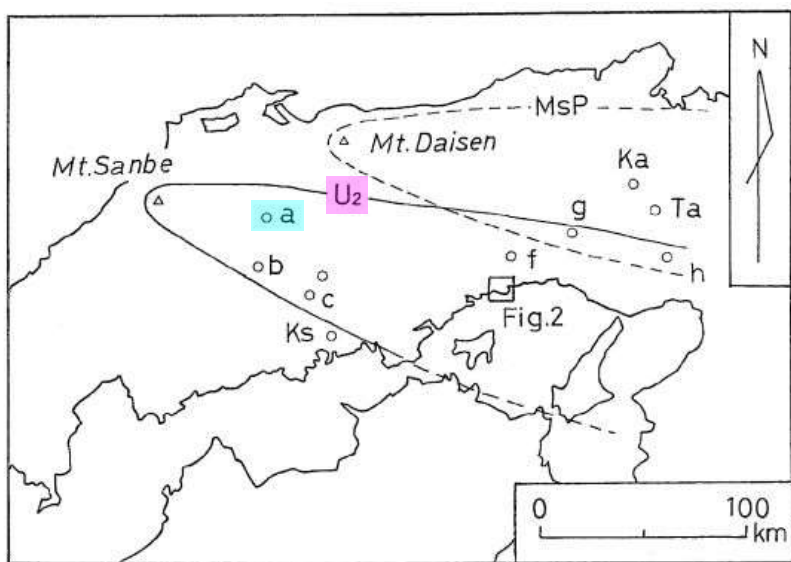 N
MsP
Mt.Daisen
Mt.Sanbe
Ka
Ta
U₂
a
g
b
f
h
c
Fig.2
Ks
0 100
km